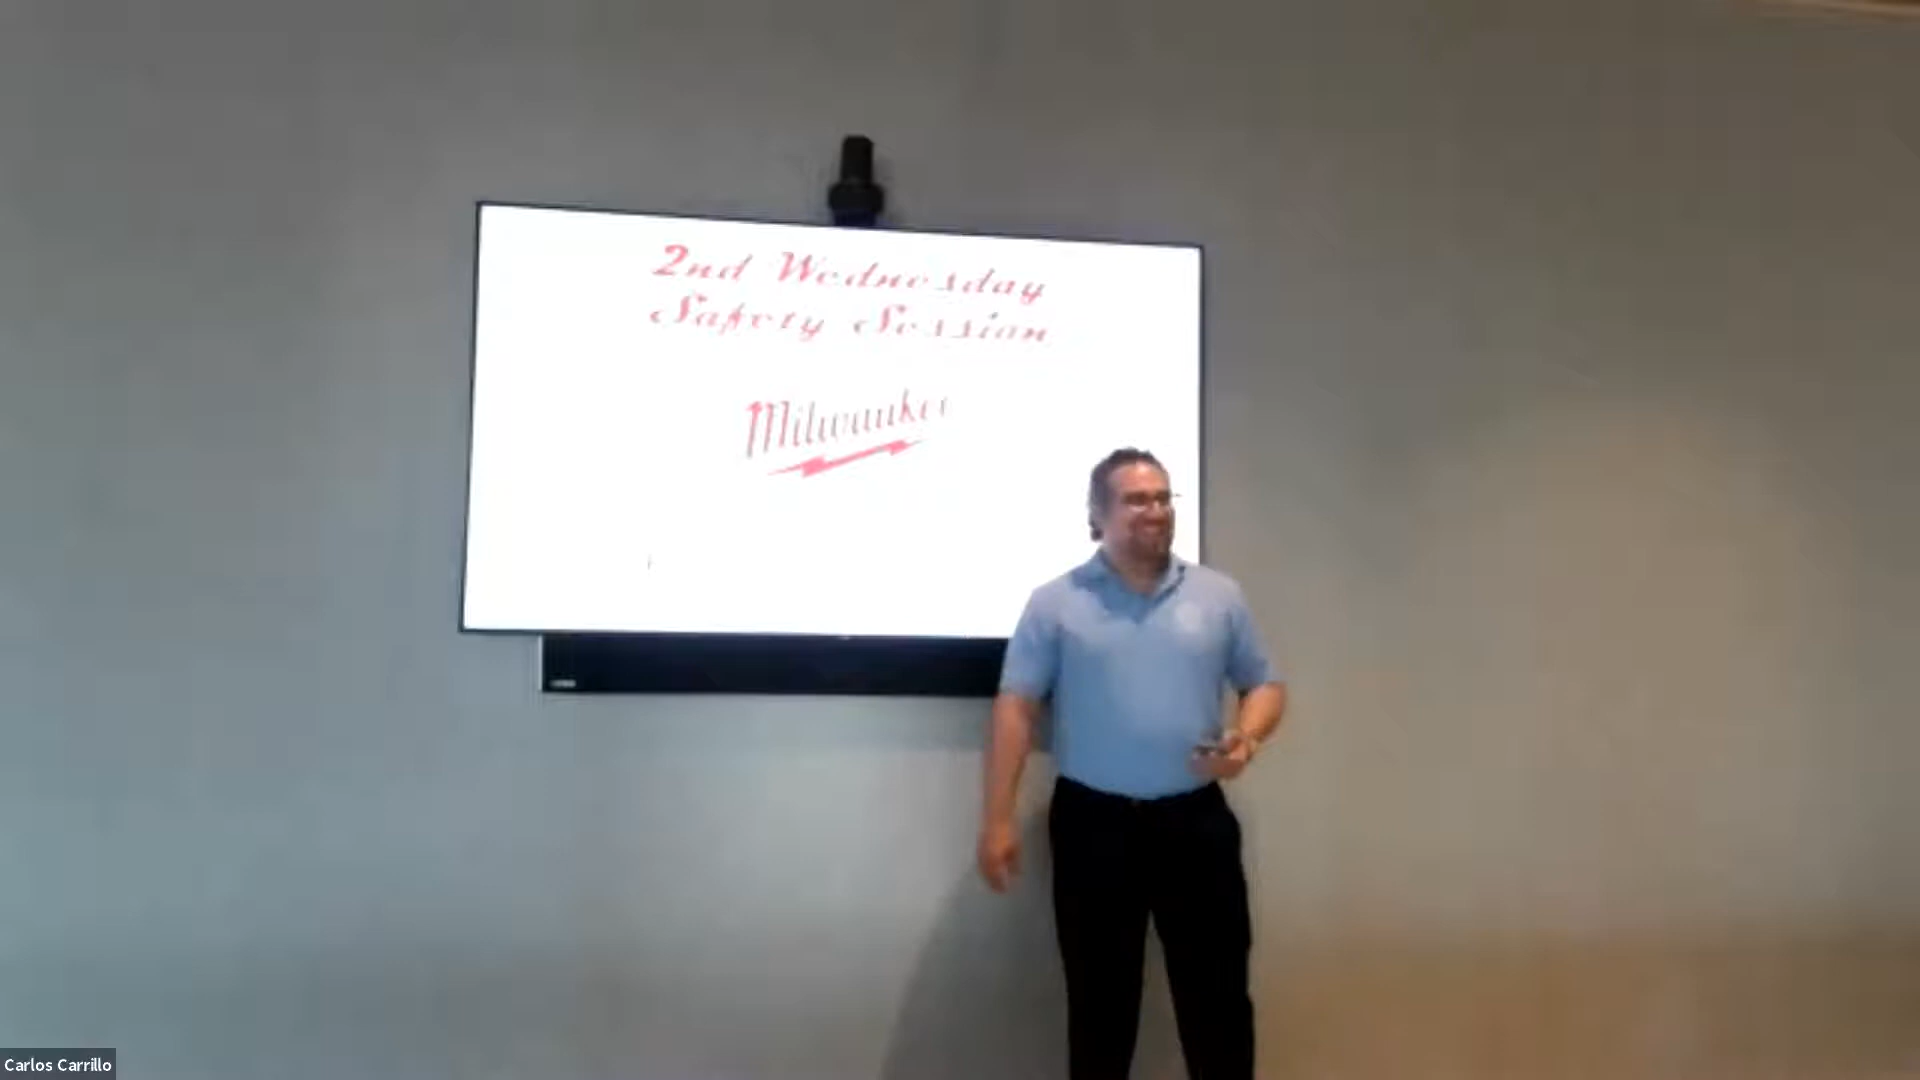 2nd Wednesday
Safety Session
Milwaukee
Carlos Carrillo